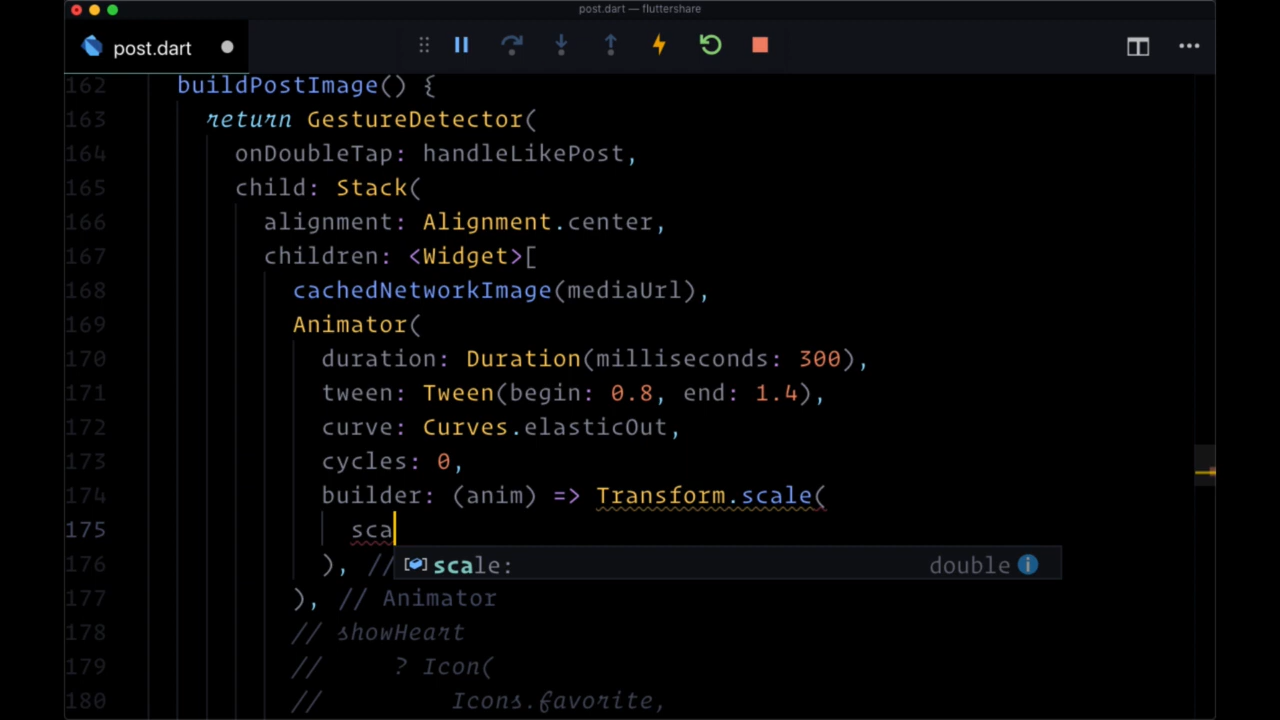 post.dart — fluttershare
post.dart
162 buildPostImage() {
163 return GestureDetector(
164 onDoubleTap: handleLikePost,
165 child: Stack(
166 alignment: Alignment.center,
167 children: <Widget>[
168 cachedNetworkImage(mediaUrl),
169 Animator(
170 duration: Duration(milliseconds: 300),
171 tween: Tween(begin: 0.8, end: 1.4),
172 curve: Curves.elasticOut,
173 cycles: 0,
174 builder: (anim) => Transform.scale(
175 sca
scale: double
176 ), //
177 ), // Animator
178 // showHeart
179 // ? Icon(
180 // Icons.favorite,